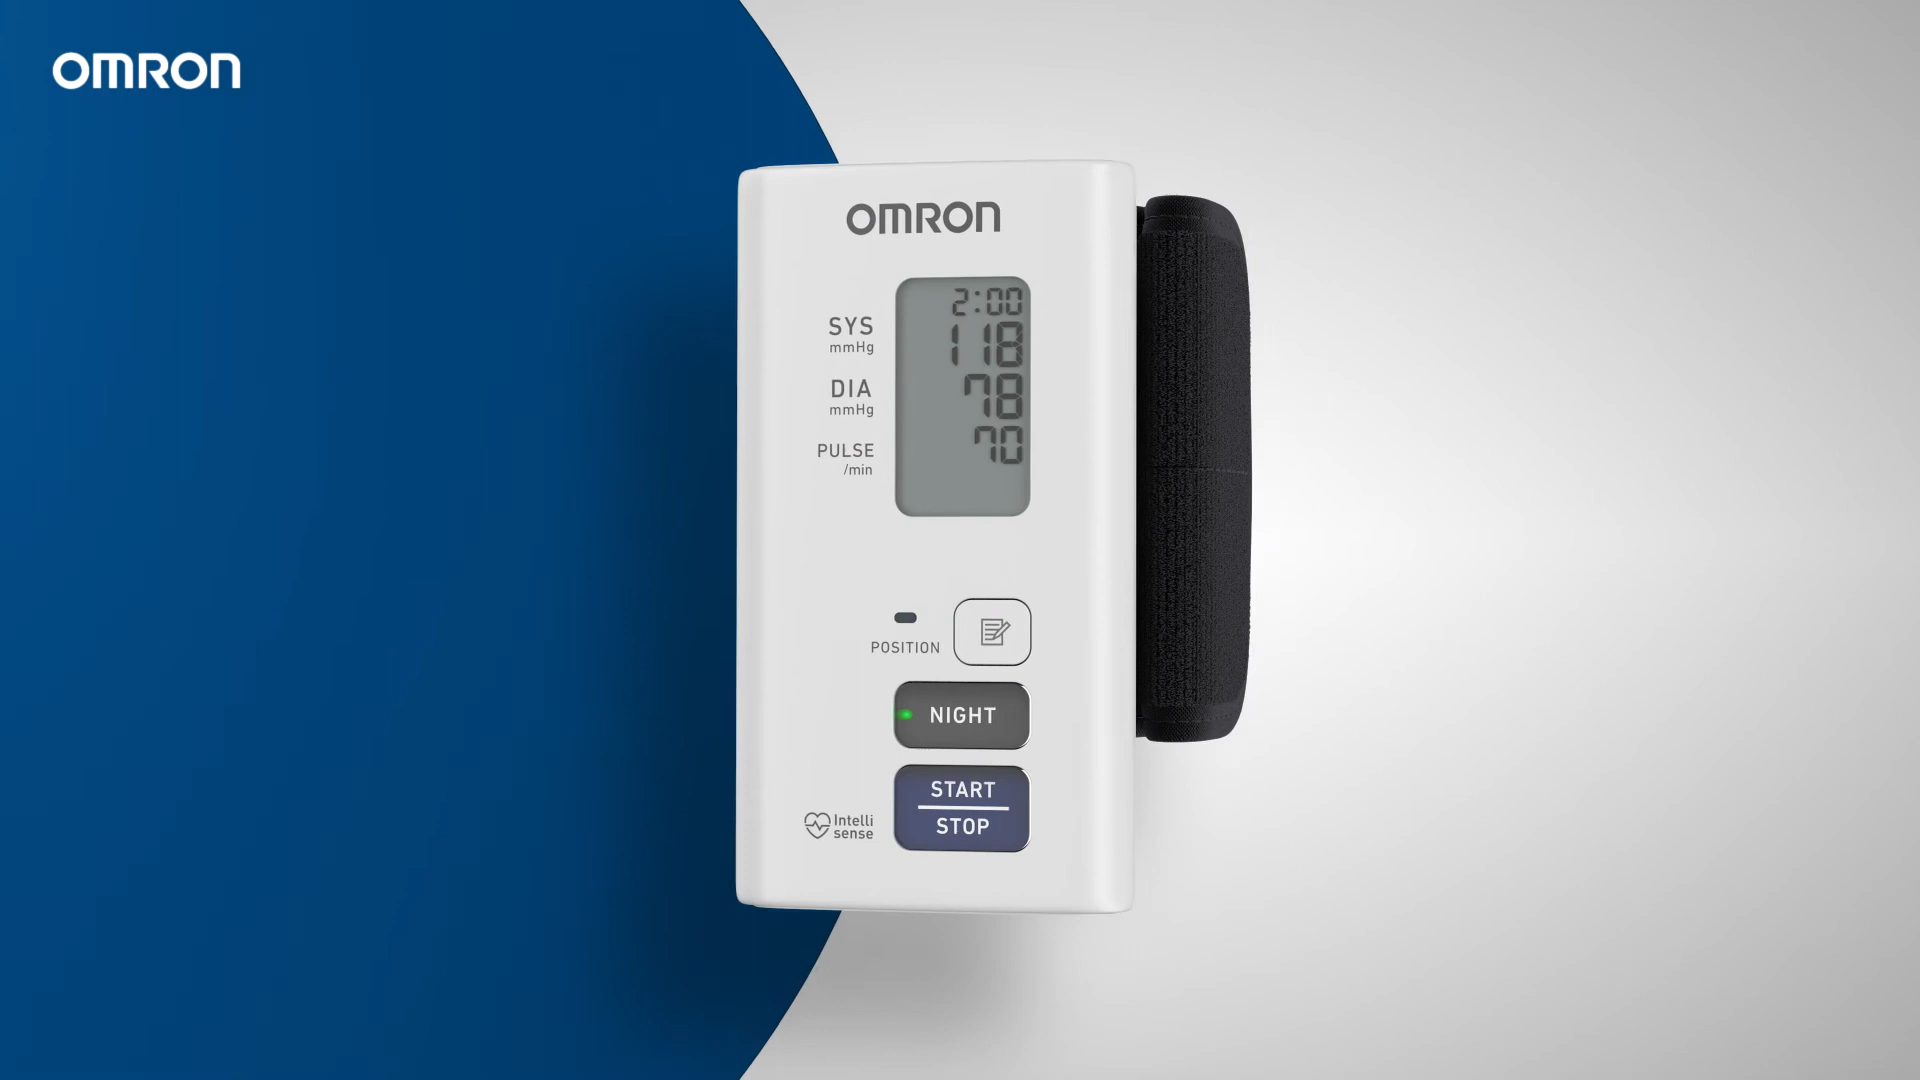 OMRON
OMRON
2:00
SYS
mmHg
118
DIA
mmHg
78
PULSE
/min
70
POSITION
NIGHT
START
STOP
Intelli
sense